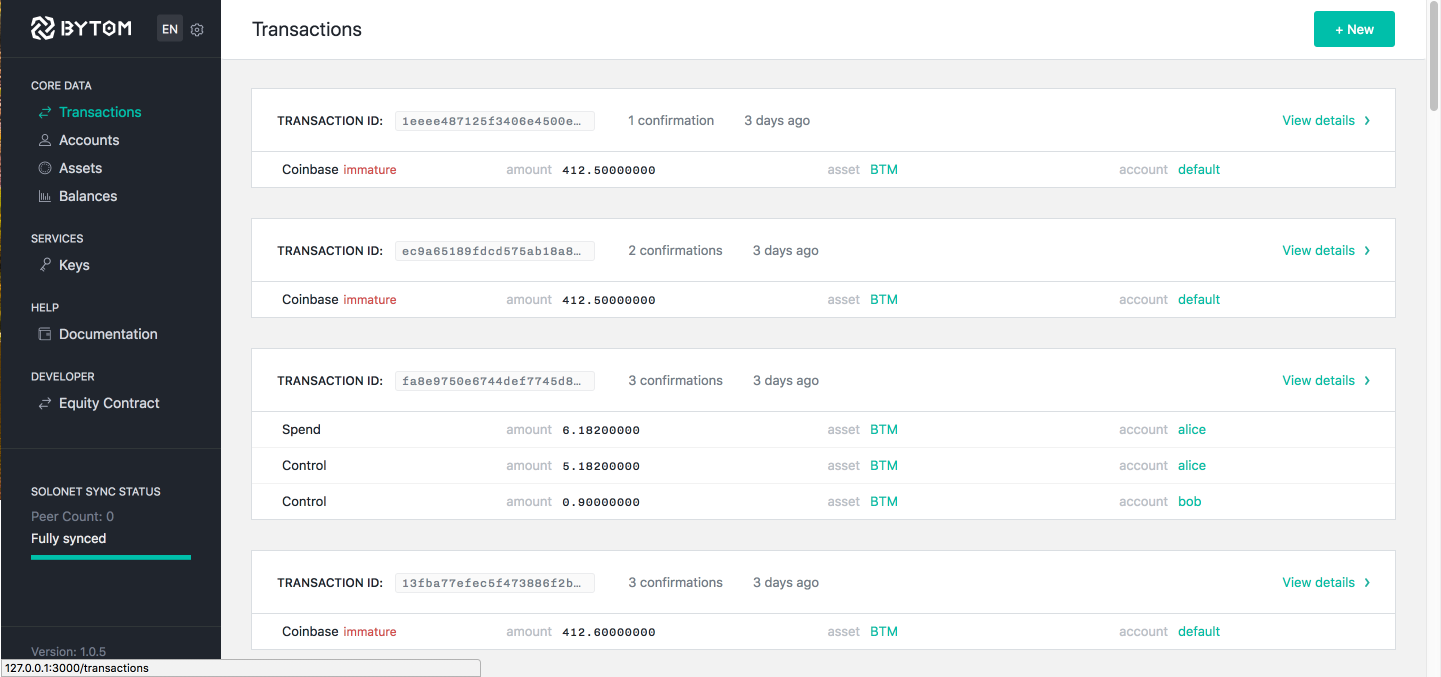 BYTOM EN
CORE DATA
Transactions
Accounts
Assets
Balances
SERVICES
Keys
HELP
Documentation
DEVELOPER
Equity Contract
SOLONET SYNC STATUS
Peer Count: 0
Fully synced
Version: 1.0.5
127.0.0.1:3000/transactions
Transactions + New
TRANSACTION ID: 1eeee487125f3406e4500e… 1 confirmation 3 days ago View details
Coinbase immature amount 412.50000000 asset BTM account default
TRANSACTION ID: ec9a65189fdcd575ab18a8… 2 confirmations 3 days ago View details
Coinbase immature amount 412.50000000 asset BTM account default
TRANSACTION ID: fa8e9750e6744def7745d8… 3 confirmations 3 days ago View details
Spend amount 6.18200000 asset BTM account alice
Control amount 5.18200000 asset BTM account alice
Control amount 0.90000000 asset BTM account bob
TRANSACTION ID: 13fba77efec5f473886f2b… 3 confirmations 3 days ago View details
Coinbase immature amount 412.60000000 asset BTM account default